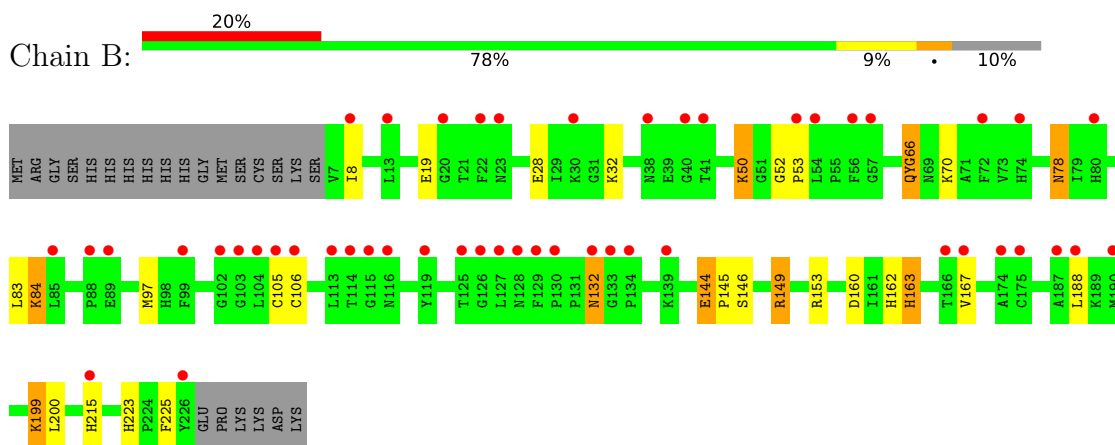 20%
Chain B:
78% 9% • 10%
MET ARG GLY SER HIS HIS HIS HIS HIS HIS GLY MET SER CYS SER LYS SER V7 I8 L13 E19 G20 T21 F22 N23 E28 I29 K30 G31 K32 N38 E39 G40 T41 K50 G51 G52 P53 L54 P55 F56 G57 QYG66 N69 K70 A71 F72 V73 H74 N78 I79 H80
L83 K84 L85 P88 E89 M97 H98 F99 G102 G103 L104 G105 C106 L113 T114 G115 N116 Y119 T125 G126 L127 N128 F129 P130 P131 N132 G133 P134 K139 E144 P145 S146 R149 R153 D160 I161 H162 H163 T166 V167 A174 C175 A187 L188 K189 M190
K199 L200 H215 H223 P224 F225 Y226 GLU PRO LYS LYS ASP LYS